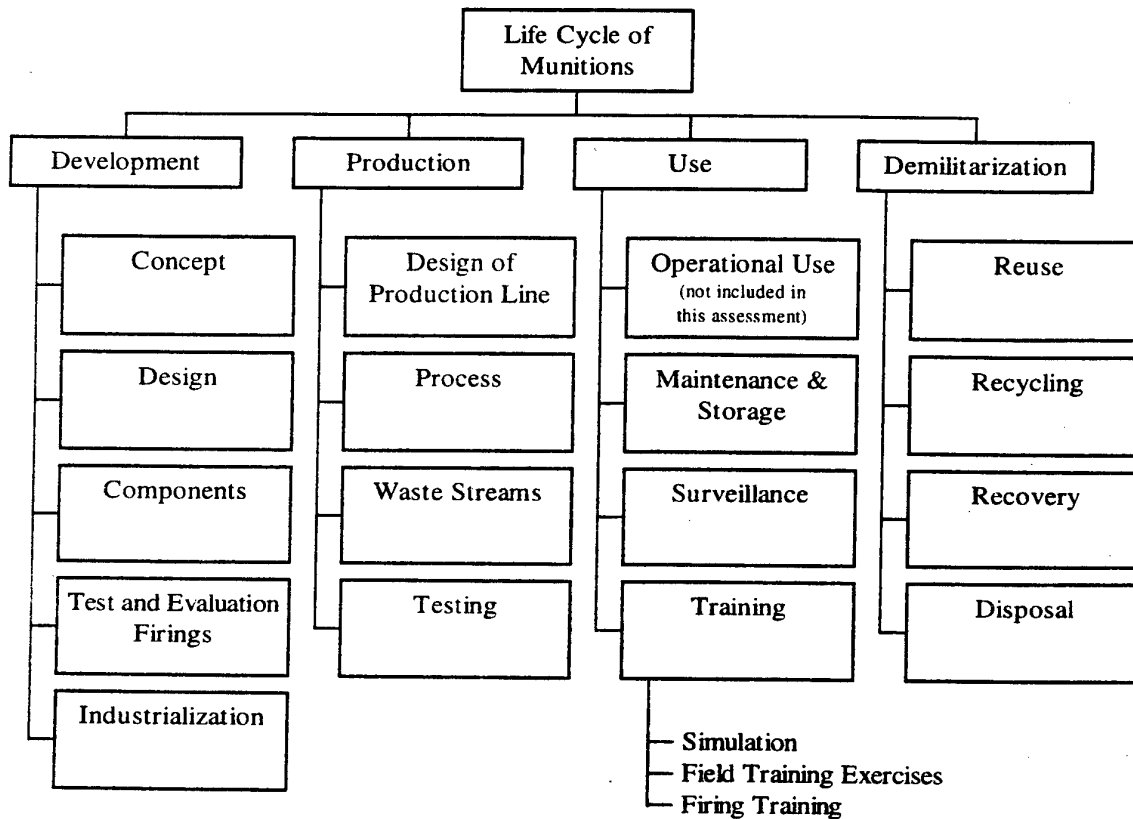 Life Cycle of
Munitions
Development
Production
Use
Demilitarization
Concept
Design
Components
Test and Evaluation
Firings
Industrialization
Design of
Production Line
Process
Waste Streams
Testing
Operational Use
(not included in
this assessment)
Maintenance &
Storage
Surveillance
Training
Simulation
Field Training Exercises
Firing Training
Reuse
Recycling
Recovery
Disposal